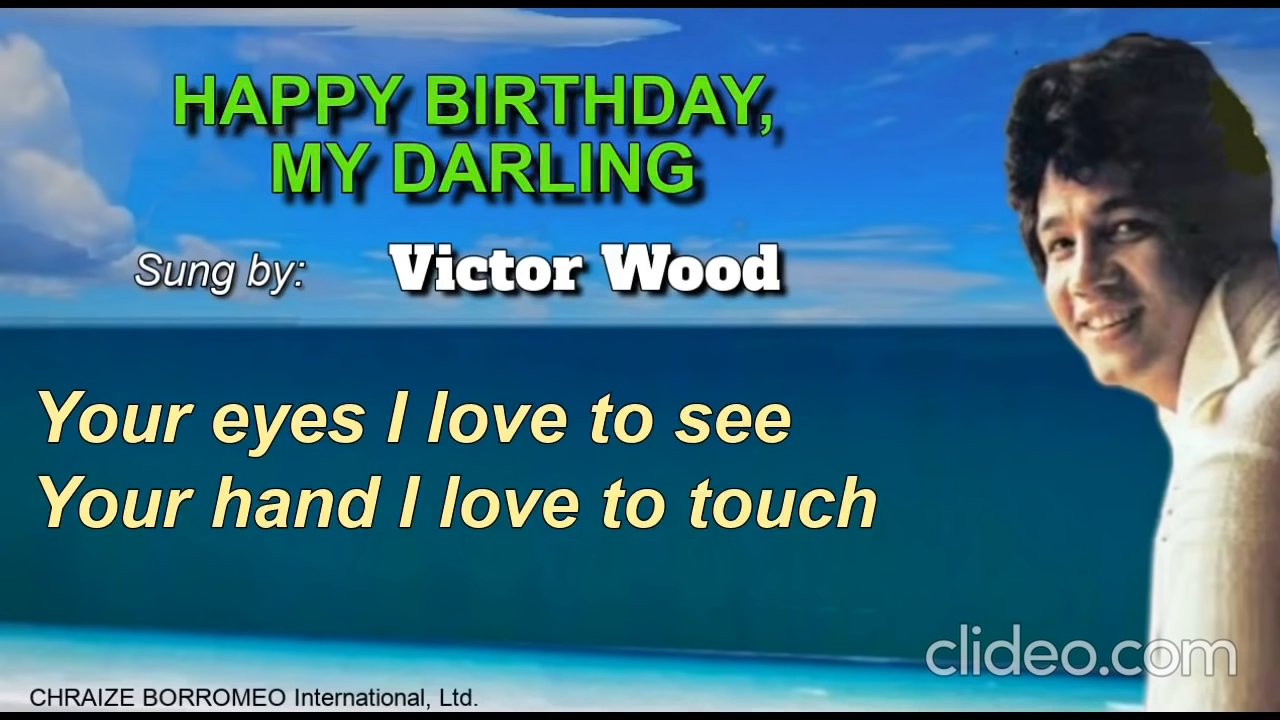 HAPPY BIRTHDAY,
MY DARLING
Sung by: Victor Wood
Your eyes I love to see
Your hand I love to touch
clideo.com
CHRAIZE BORROMEO International, Ltd.